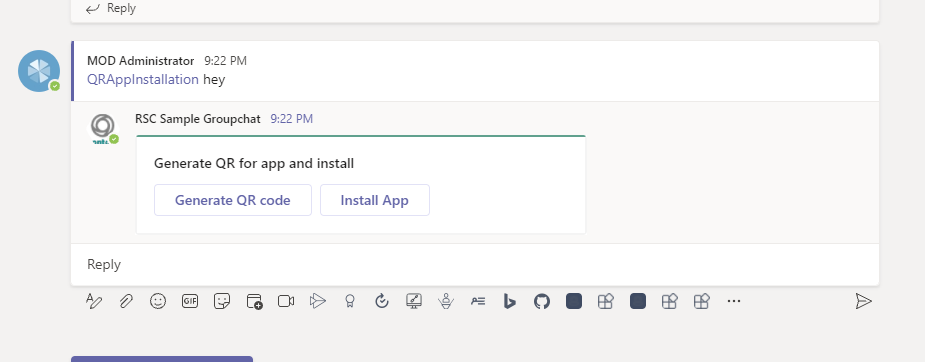 Reply
MOD Administrator 9:22 PM
QRAppInstallation hey
RSC Sample Groupchat 9:22 PM
Generate QR for app and install
Generate QR code Install App
Reply
GIF